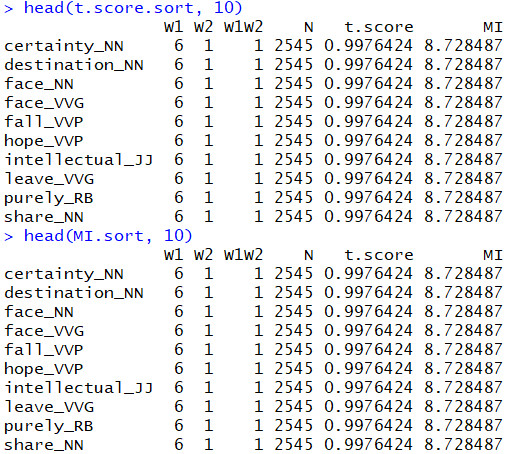 > head(t.score.sort, 10)
W1 W2 W1W2 N t.score MI
certainty_NN 6 1 1 2545 0.9976424 8.728487
destination_NN 6 1 1 2545 0.9976424 8.728487
face_NN 6 1 1 2545 0.9976424 8.728487
face_VVG 6 1 1 2545 0.9976424 8.728487
fall_VVP 6 1 1 2545 0.9976424 8.728487
hope_VVP 6 1 1 2545 0.9976424 8.728487
intellectual_JJ 6 1 1 2545 0.9976424 8.728487
leave_VVG 6 1 1 2545 0.9976424 8.728487
purely_RB 6 1 1 2545 0.9976424 8.728487
share_NN 6 1 1 2545 0.9976424 8.728487
> head(MI.sort, 10)
W1 W2 W1W2 N t.score MI
certainty_NN 6 1 1 2545 0.9976424 8.728487
destination_NN 6 1 1 2545 0.9976424 8.728487
face_NN 6 1 1 2545 0.9976424 8.728487
face_VVG 6 1 1 2545 0.9976424 8.728487
fall_VVP 6 1 1 2545 0.9976424 8.728487
hope_VVP 6 1 1 2545 0.9976424 8.728487
intellectual_JJ 6 1 1 2545 0.9976424 8.728487
leave_VVG 6 1 1 2545 0.9976424 8.728487
purely_RB 6 1 1 2545 0.9976424 8.728487
share_NN 6 1 1 2545 0.9976424 8.728487